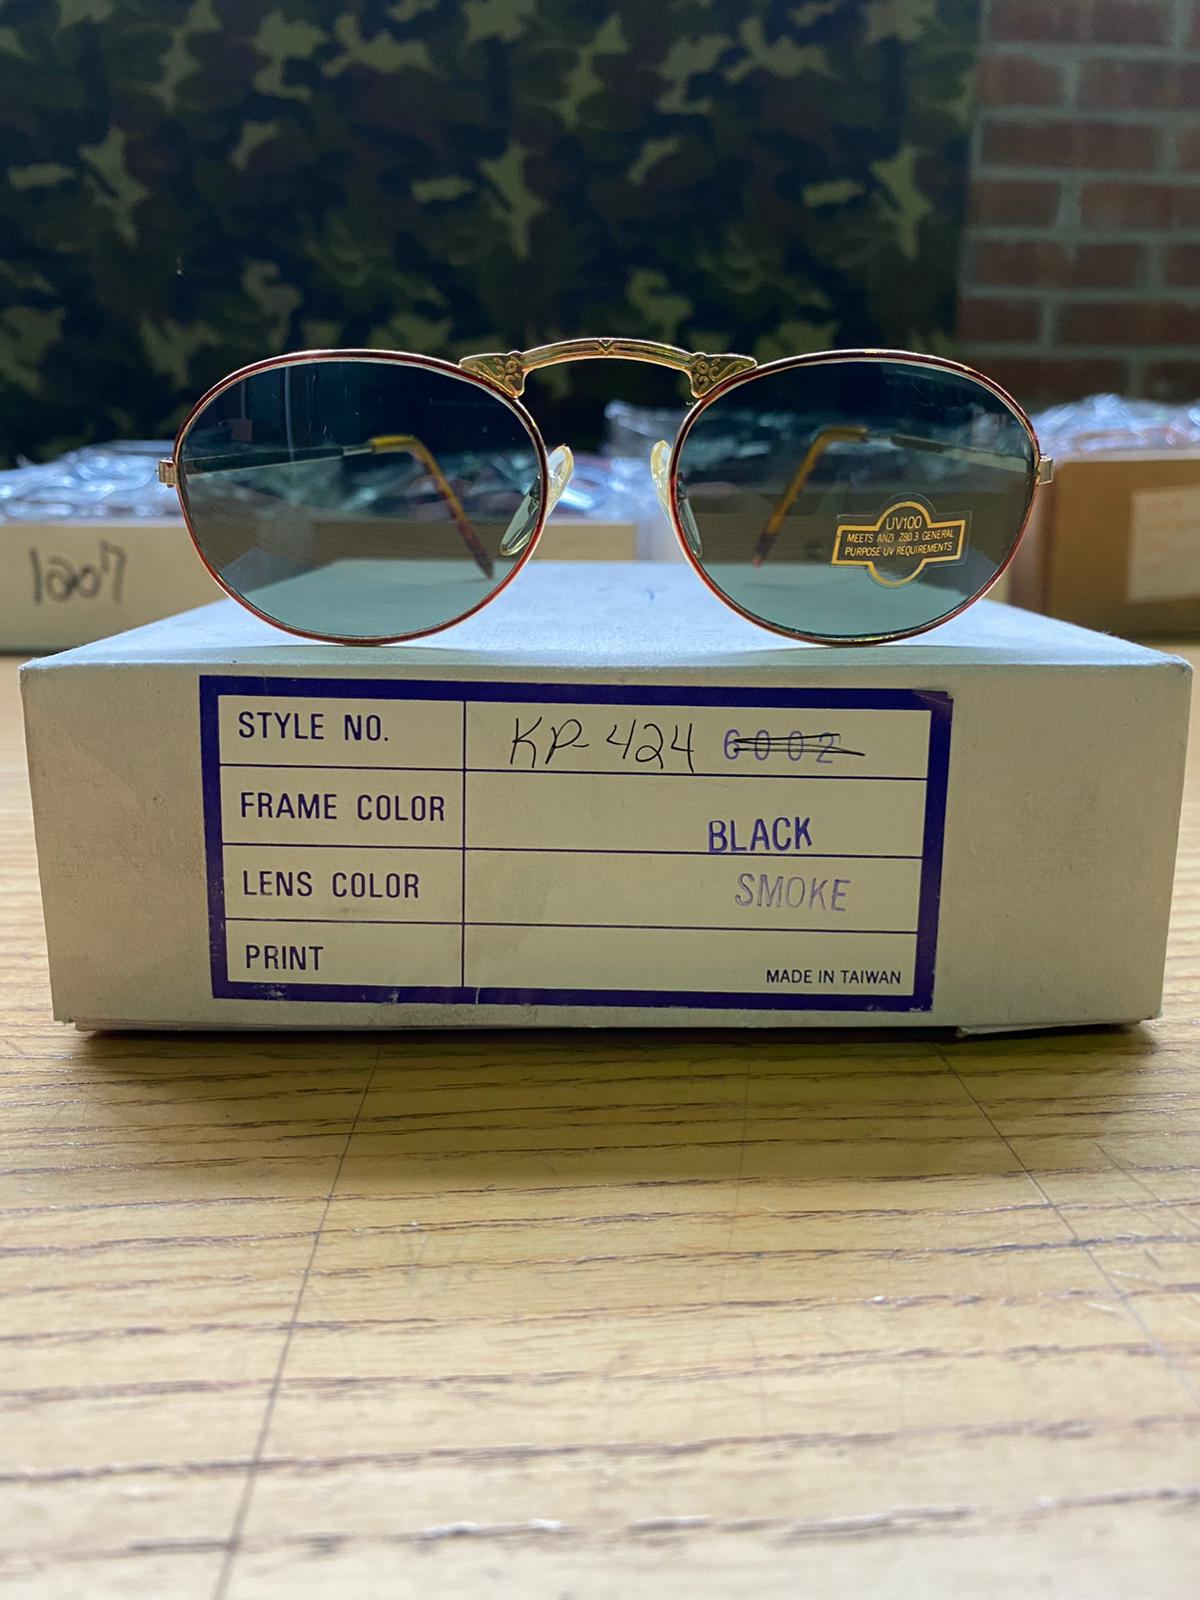 UV100
MEETS ANZI Z80.3 GENERAL
PURPOSE UV REQUIREMENTS
1207
STYLE NO. KP-424 6002
FRAME COLOR BLACK
LENS COLOR SMOKE
PRINT
MADE IN TAIWAN